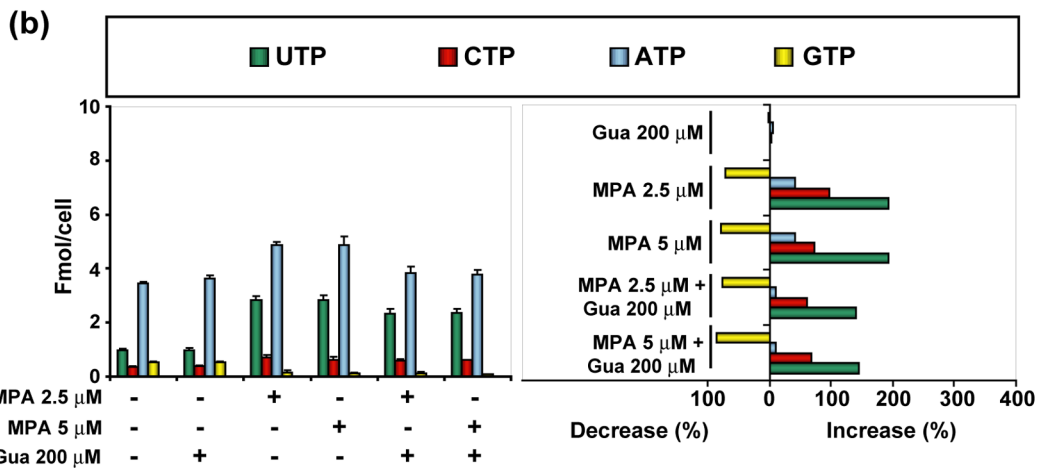 (b)
UTP CTP ATP GTP
10
8
6
4
2
0
Fmol/cell
MPA 2.5 μM - - + - + -
MPA 5 μM - - - + - +
Gua 200 μM - + - - + +
Gua 200 μM
MPA 2.5 μM
MPA 5 μM
MPA 2.5 μM +
Gua 200 μM
MPA 5 μM +
Gua 200 μM
100 0 100 200 300 400
Decrease (%) Increase (%)